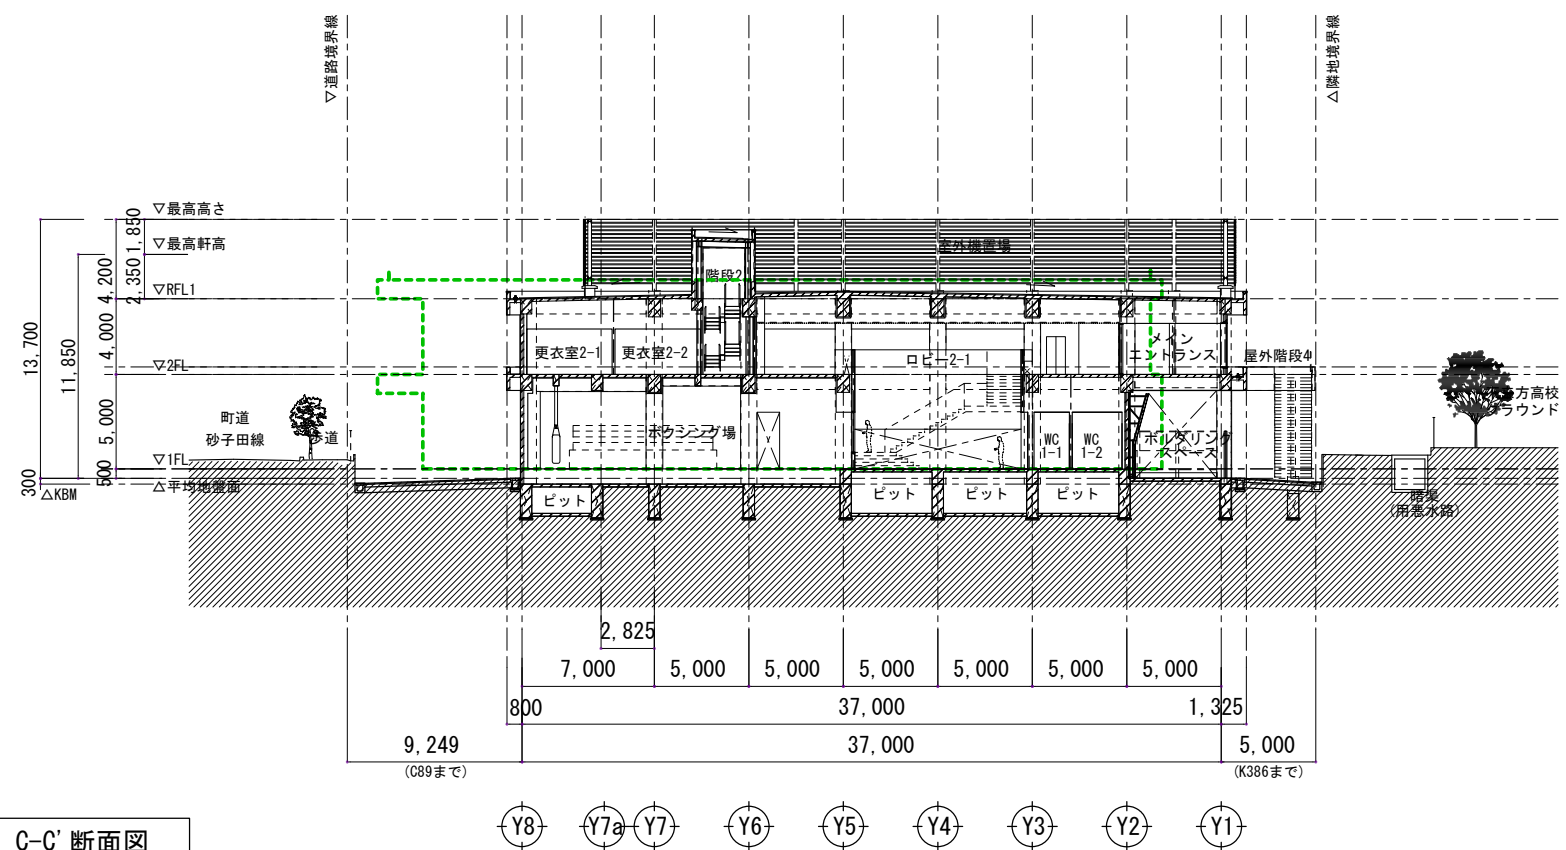 ▽道路境界線
△隣地境界線
▽最高高さ
▽最高軒高
▽RFL1
▽2FL
▽1FL
△平均地盤面
△KBM
13,700
300
11,850
4,200
4,000
5,000
500
1,850
2,350
室外機置場
階段2
更衣室2-1
更衣室2-2
ロビー2-1
メイン
エントランス
屋外階段4
町道
砂子田線
歩道
ボクシング場
WC
1-1
WC
1-2
ボルダリング
スペース
ピット
ピット
ピット
ピット
方高校
グラウンド
暗渠
(用悪水路)
2,825
7,000
5,000
5,000
5,000
5,000
5,000
5,000
800
37,000
1,325
9,249
(C89まで)
37,000
5,000
(K386まで)
Y8
Y7a
Y7
Y6
Y5
Y4
Y3
Y2
Y1
C-C' 断面図